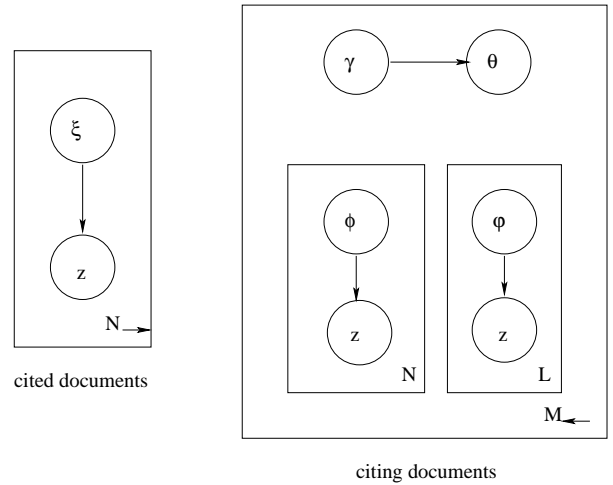 ξ
z
N
cited documents
γ θ
ϕ φ
z z
N L
M
citing documents